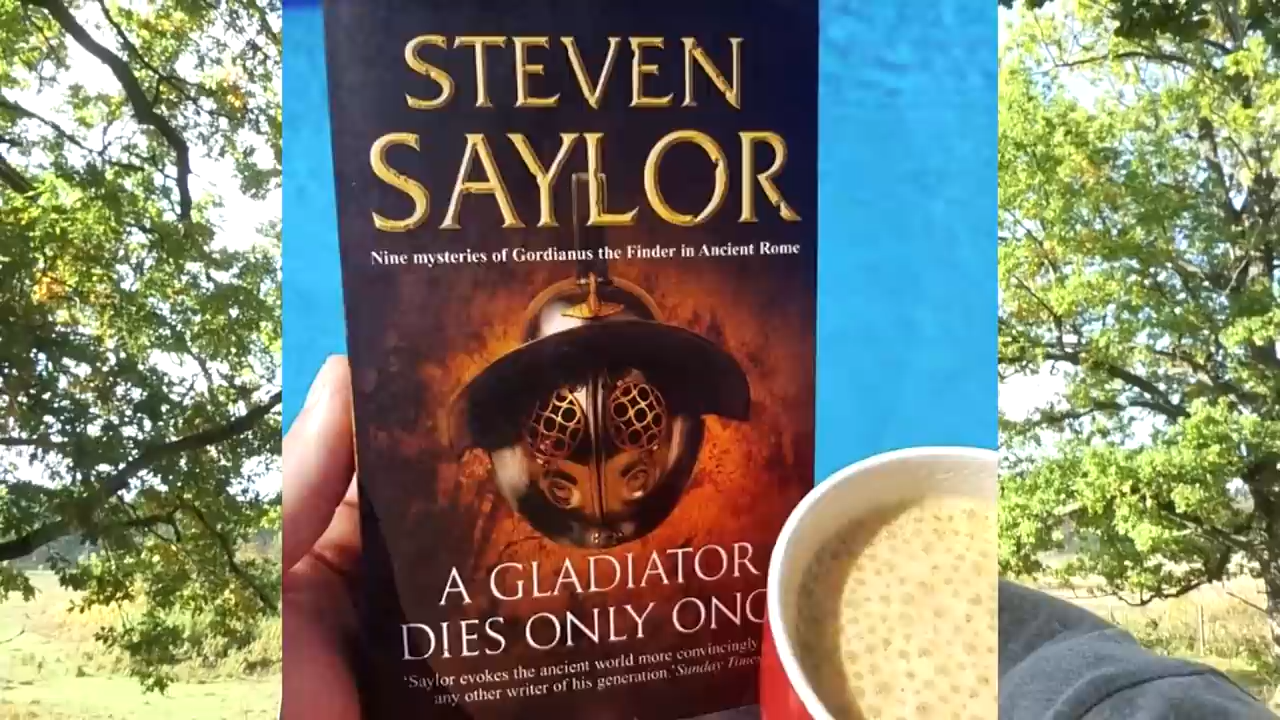 STEVEN
SAYLOR
Nine mysteries of Gordianus the Finder in Ancient Rome
A GLADIATOR
DIES ONLY
'Saylor evokes the ancient world more convincingly
any other writer of his generation.' Sunday